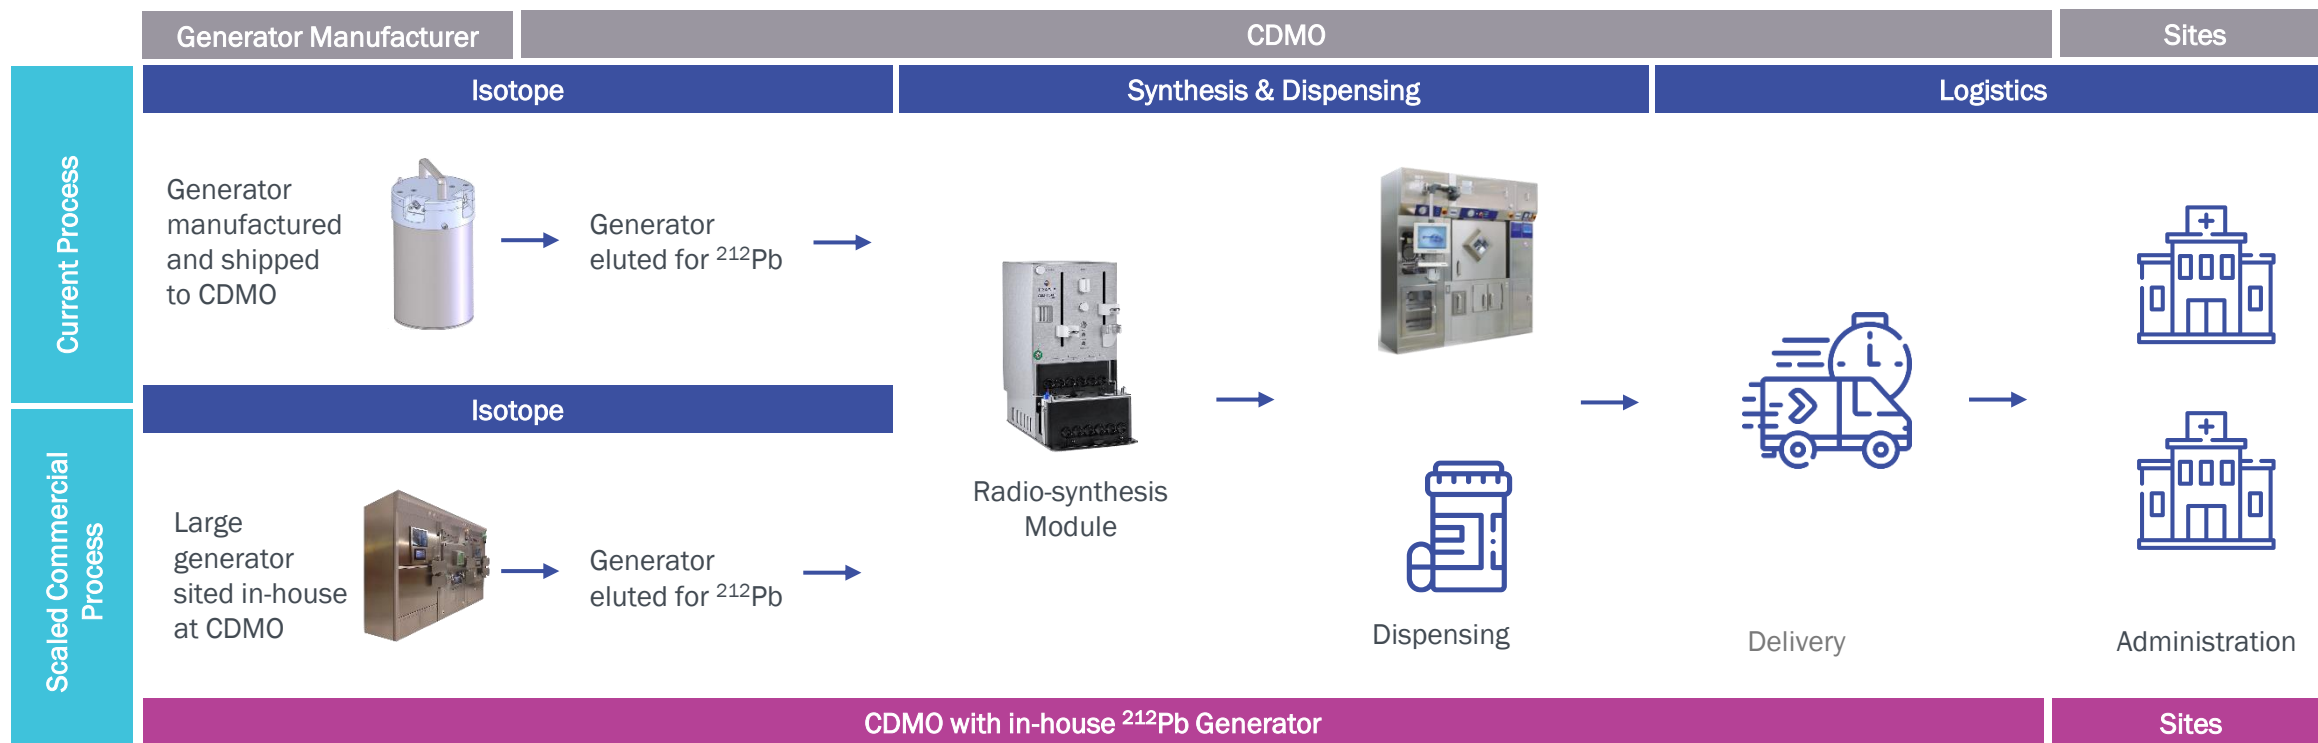 Generator Manufacturer
CDMO
Sites
Isotope
Synthesis & Dispensing
Logistics
Current Process
Generator
manufactured
and shipped
to CDMO
Generator
eluted for ²¹²Pb
Isotope
Scaled Commercial
Process
Large
generator
sited in-house
at CDMO
Generator
eluted for ²¹²Pb
Radio-synthesis
Module
Dispensing
Delivery
Administration
CDMO with in-house ²¹²Pb Generator
Sites